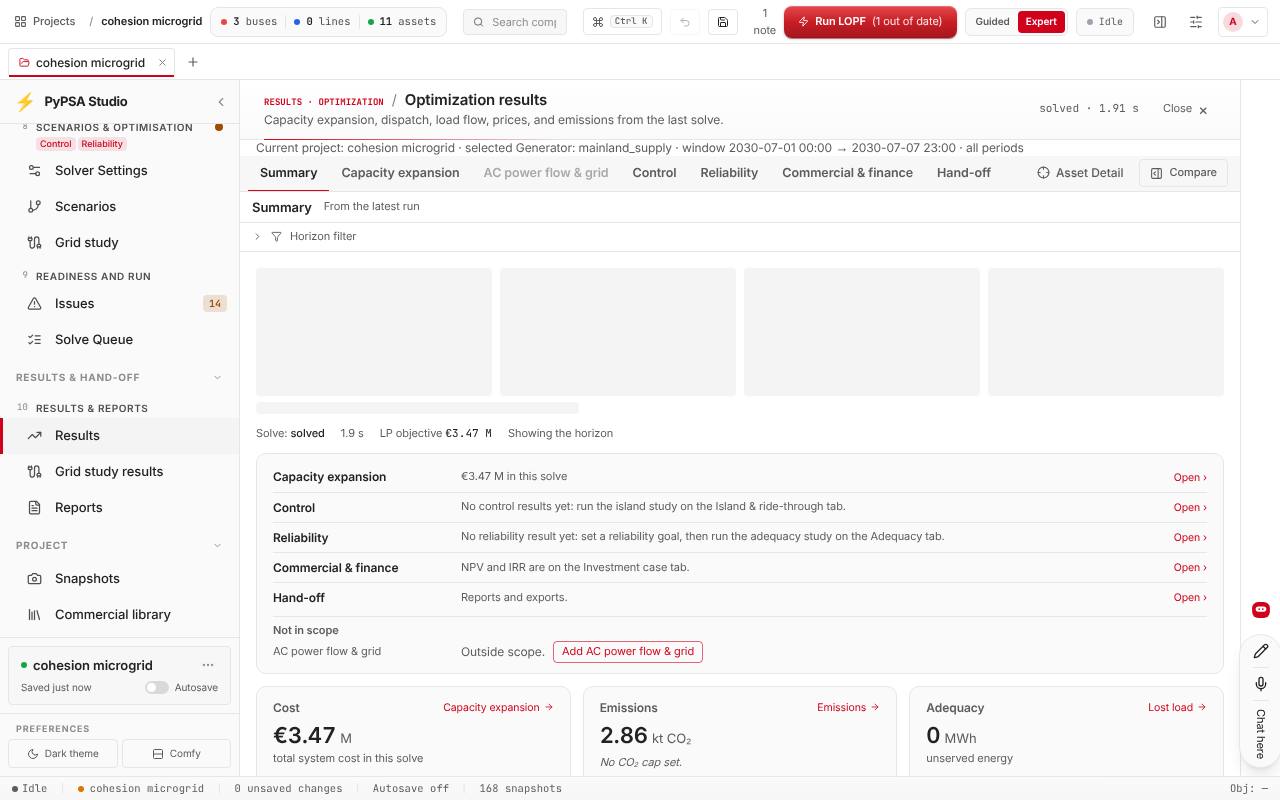 Projects / cohesion microgrid
3 buses 0 lines 11 assets
Ctrl K
1 note
Run LOPF (1 out of date)
Guided Expert
Idle
A
cohesion microgrid
PyPSA Studio
8 SCENARIOS & OPTIMISATION
Control Reliability
Solver Settings
Scenarios
Grid study
9 READINESS AND RUN
Issues 14
Solve Queue
RESULTS & HAND-OFF
10 RESULTS & REPORTS
Results
Grid study results
Reports
PROJECT
Snapshots
Commercial library
cohesion microgrid
Saved just now Autosave
PREFERENCES
Dark theme Comfy
RESULTS · OPTIMIZATION / Optimization results
Capacity expansion, dispatch, load flow, prices, and emissions from the last solve.
solved · 1.91 s Close ×
Current project: cohesion microgrid · selected Generator: mainland_supply · window 2030-07-01 00:00 → 2030-07-07 23:00 · all periods
Summary Capacity expansion AC power flow & grid Control Reliability Commercial & finance Hand-off Asset Detail Compare
Summary From the latest run
Horizon filter
Solve: solved 1.9 s LP objective €3.47 M Showing the horizon
Capacity expansion €3.47 M in this solve Open ›
Control No control results yet: run the island study on the Island & ride-through tab. Open ›
Reliability No reliability result yet: set a reliability goal, then run the adequacy study on the Adequacy tab. Open ›
Commercial & finance NPV and IRR are on the Investment case tab. Open ›
Hand-off Reports and exports. Open ›
Not in scope
AC power flow & grid Outside scope. Add AC power flow & grid
Cost Capacity expansion →
€3.47 M
total system cost in this solve
Emissions Emissions →
2.86 kt CO₂
No CO₂ cap set.
Adequacy Lost load →
0 MWh
unserved energy
Chat here
Idle cohesion microgrid 0 unsaved changes Autosave off 168 snapshots Obj: —